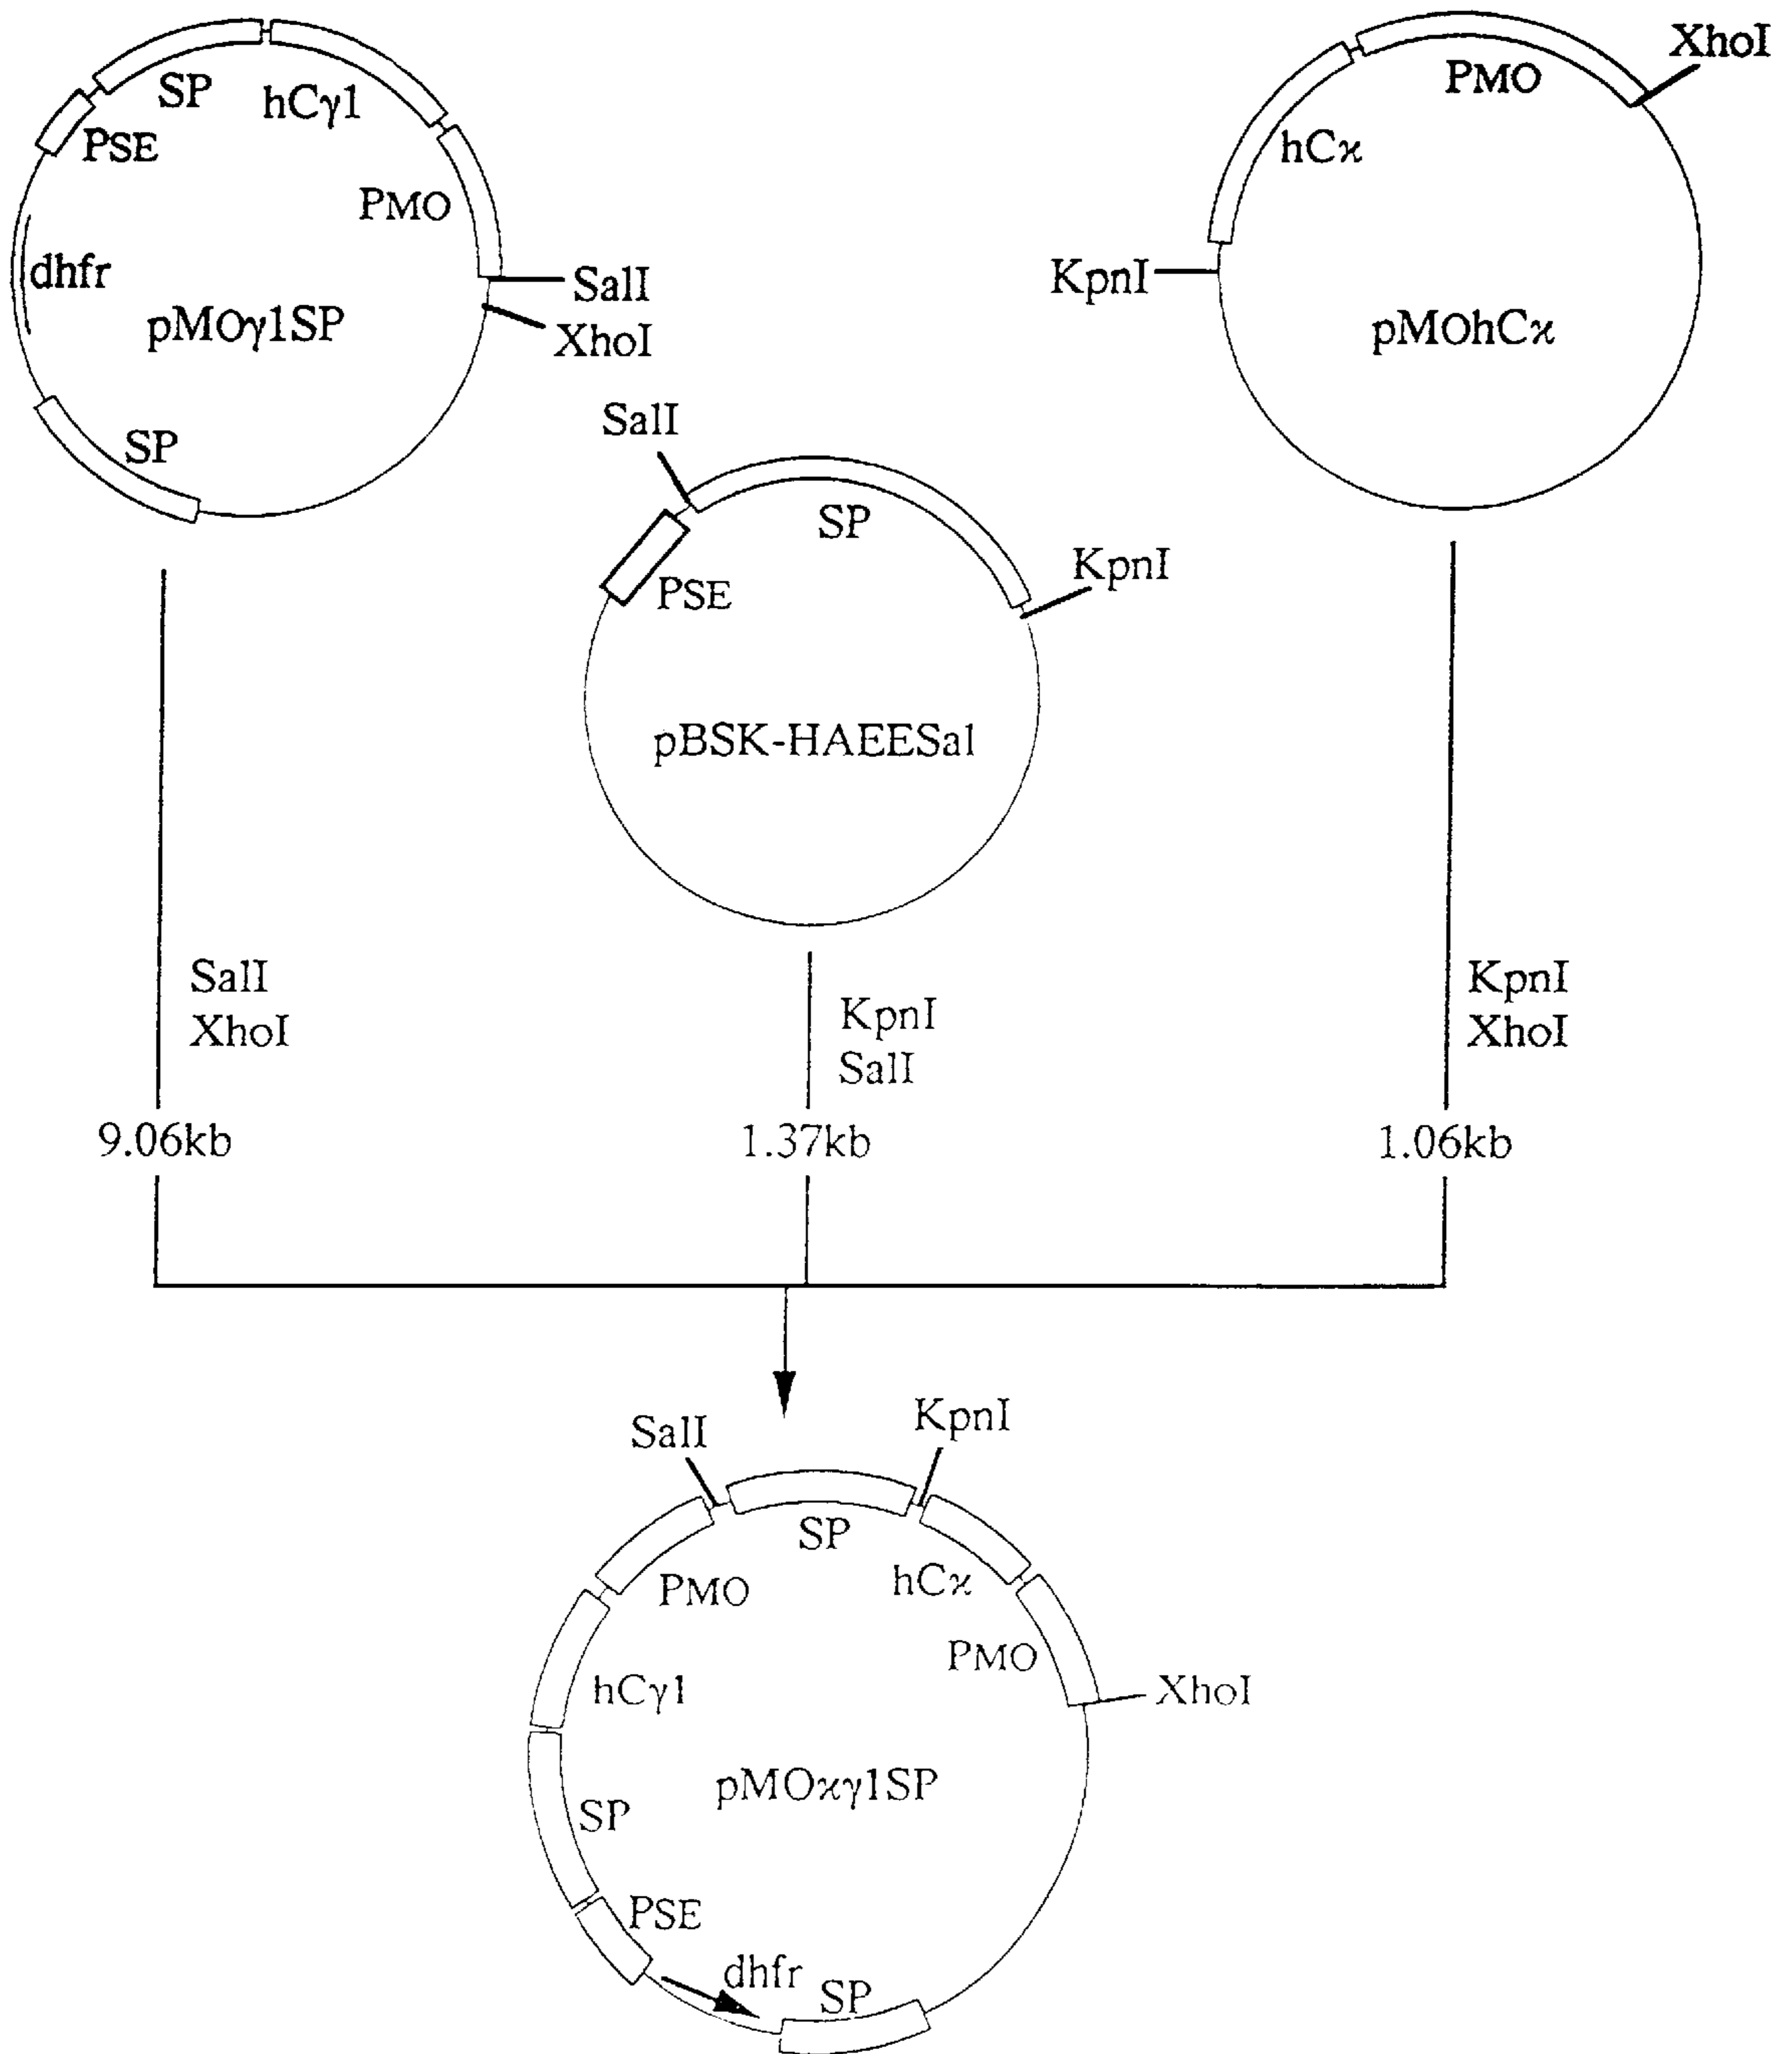 SP
hCγ1
PSE
PMO
dhfr
SalI
pMOγ1SP
XhoI
SP
XhoI
PMO
hCϰ
KpnI
pMOhCϰ
SalI
SP
KpnI
PSE
pBSK-HAEESal
SalI
XhoI
KpnI
SalI
KpnI
XhoI
9.06kb
1.37kb
1.06kb
SalI
KpnI
SP
PMO
hCϰ
PMO
hCγ1
XhoI
pMOϰγ1SP
SP
PSE
dhfr
SP